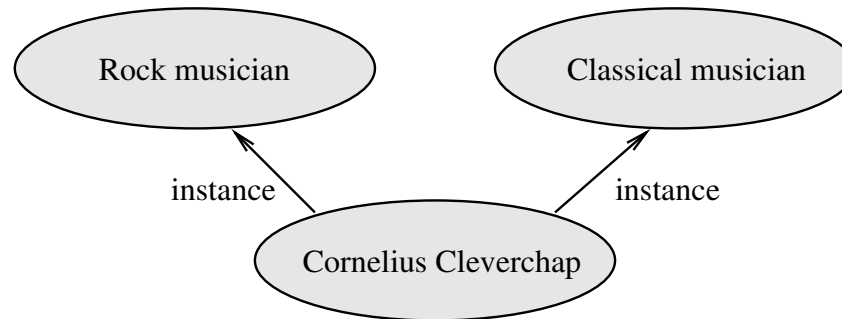 Rock musician
Classical musician
instance
instance
Cornelius Cleverchap